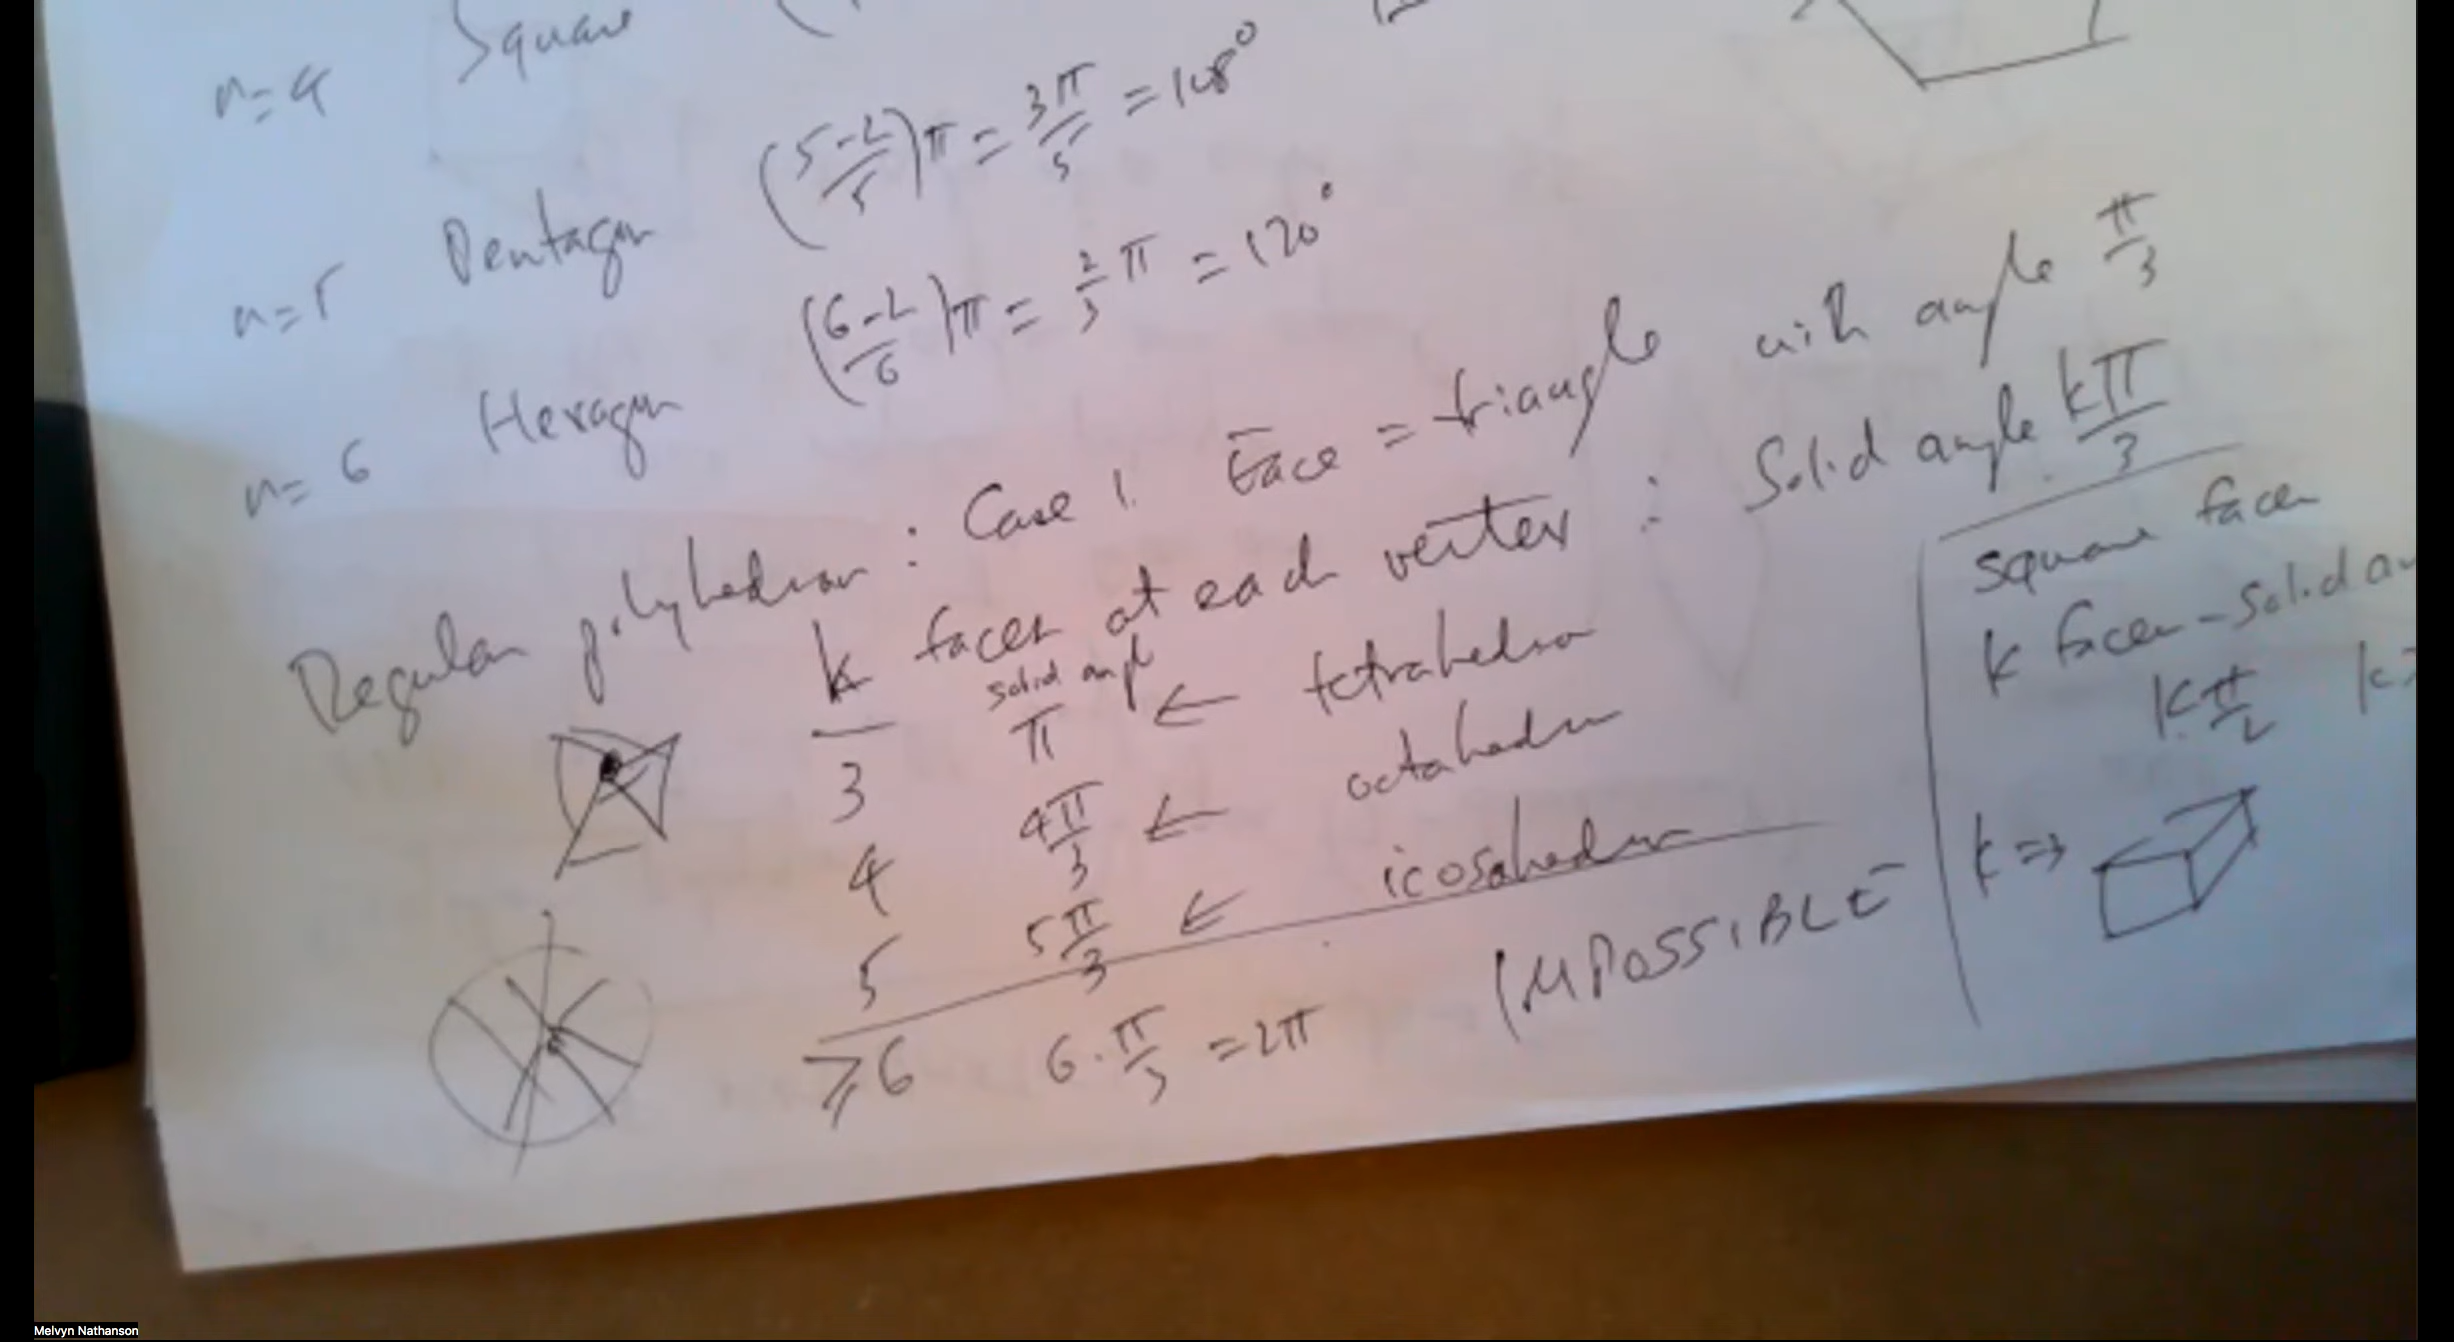 n=4 Square (
n=5 Pentagon (5-2/5)π = 3π/5 = 108°
n=6 Hexagon (6-2/6)π = 2/3 π = 120°
Regular polyhedron: Case 1. Face = triangle with angle π/3
k faces at each vertex : Solid angle kπ/3
k solid angle
3 π ← tetrahedron
4 4π/3 ← octahedron
5 5π/3 ← icosahedron
≥6 6·π/3 = 2π IMPOSSIBLE
square faces
k faces - solid an
k π/2 k
k =>
Melvyn Nathanson